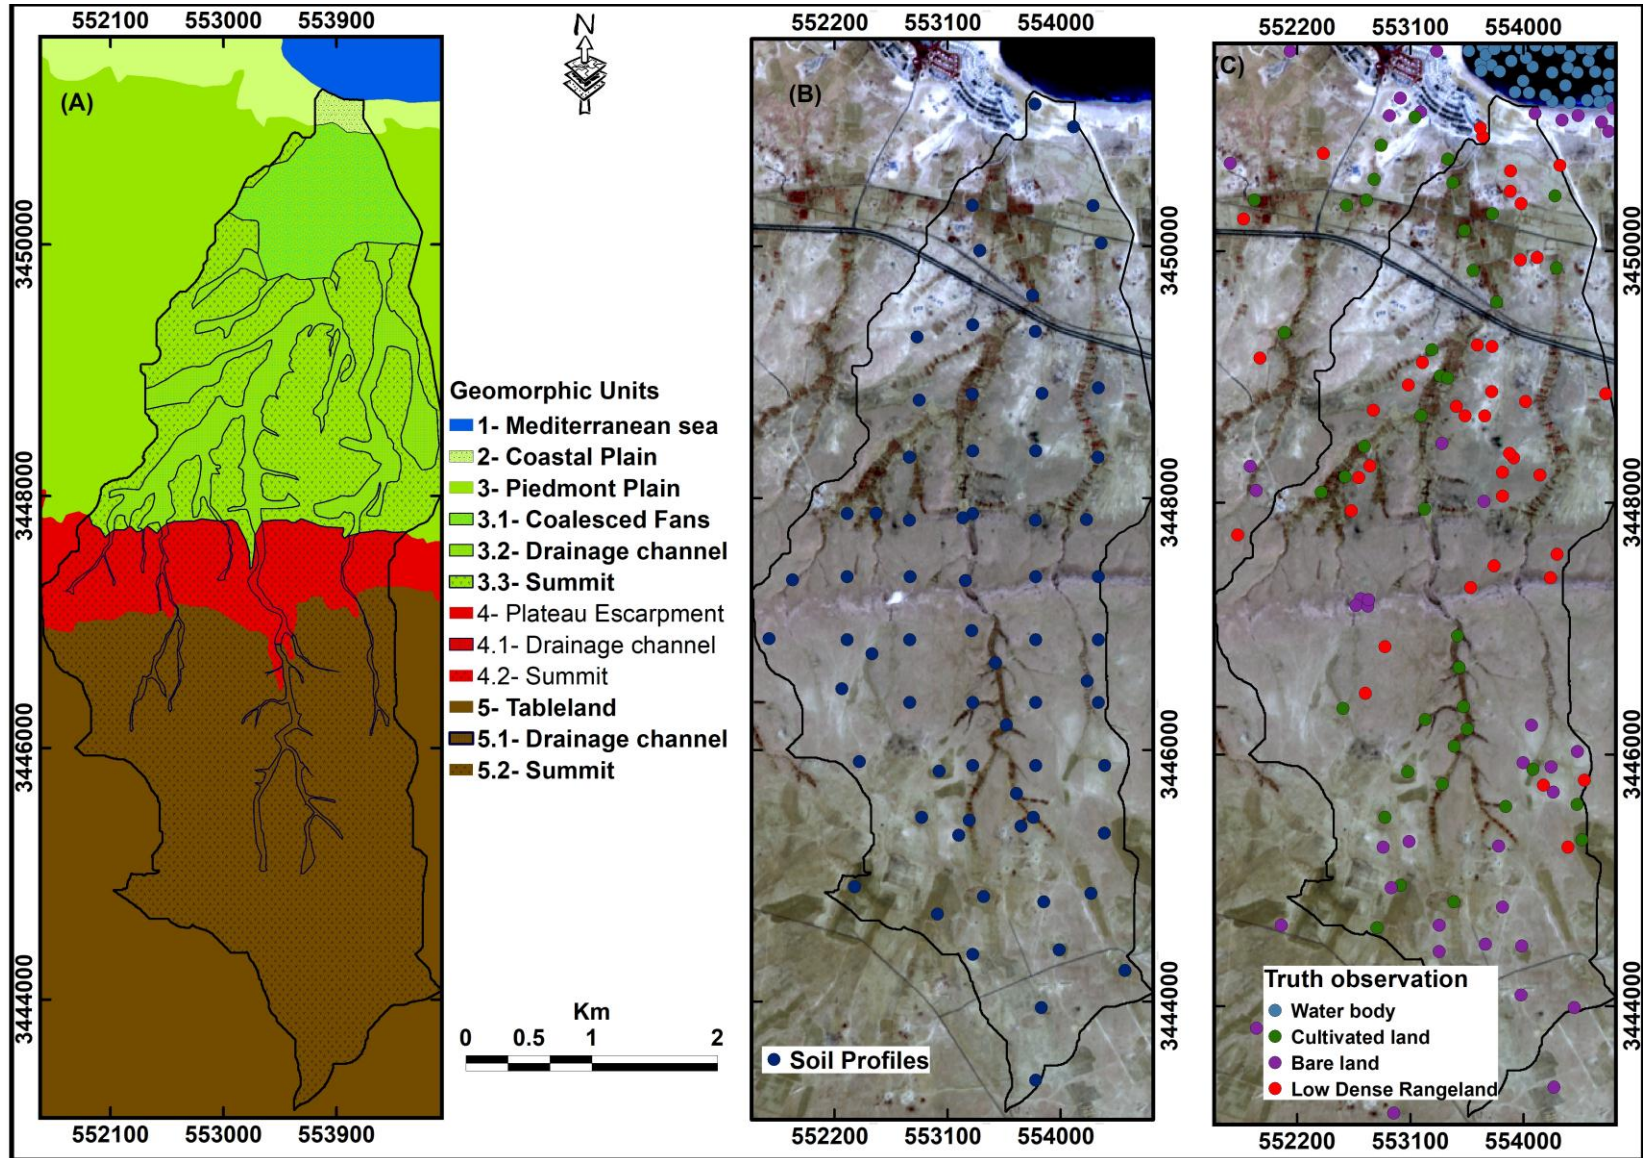 552100 553000 553900
552200 553100 554000
552200 553100 554000
N
(A)
(B)
(C)
3450000
3448000
3446000
3444000
Geomorphic Units
1- Mediterranean sea
2- Coastal Plain
3- Piedmont Plain
3.1- Coalesced Fans
3.2- Drainage channel
3.3- Summit
4- Plateau Escarpment
4.1- Drainage channel
4.2- Summit
5- Tableland
5.1- Drainage channel
5.2- Summit
Km
0 0.5 1 2
3450000
3448000
3446000
3444000
Soil Profiles
3450000
3448000
3446000
3444000
Truth observation
Water body
Cultivated land
Bare land
Low Dense Rangeland
552100 553000 553900
552200 553100 554000
552200 553100 554000